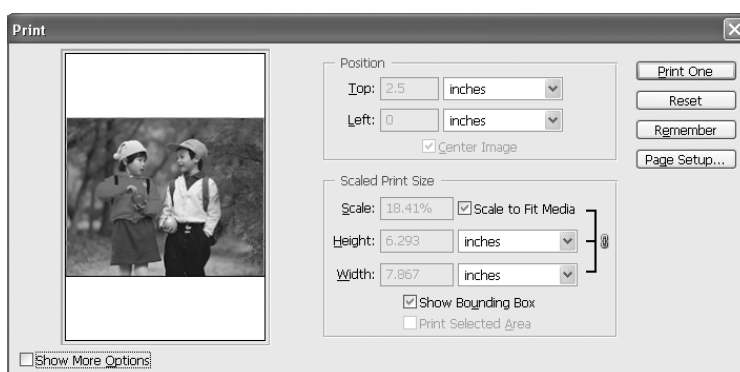 Print
Position
Top: 2.5 inches
Left: 0 inches
Center Image
Scaled Print Size
Scale: 18.41% Scale to Fit Media
Height: 6.293 inches
Width: 7.867 inches
Show Bounding Box
Print Selected Area
Print One
Reset
Remember
Page Setup...
Show More Options